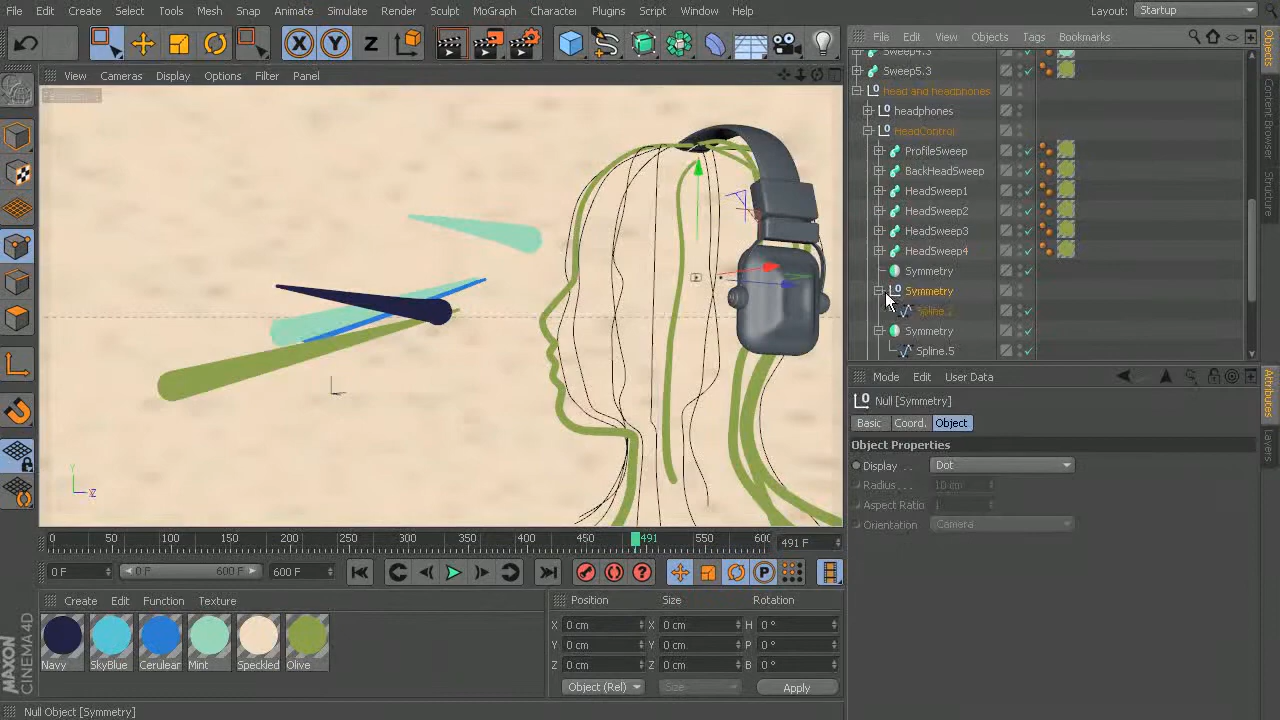 File Edit Create Select Tools Mesh Snap Animate Simulate Render Sculpt MoGraph Character Plugins Script Window Help
Layout: Startup
X Y Z
View Cameras Display Options Filter Panel
Y
Z
0 50 100 150 200 250 300 350 400 450 491 550 600
491 F
0 F
0 F 600 F
600 F
P
Create Edit Function Texture
Navy SkyBlue Cerulear Mint Speckled Olive
Position Size Rotation
X 0 cm X 0 cm H 0 °
Y 0 cm Y 0 cm P 0 °
Z 0 cm Z 0 cm B 0 °
Object (Rel) Size Apply
MAXON
CINEMA 4D
Null Object [Symmetry]
File Edit View Objects Tags Bookmarks
Sweep4.3
Sweep5.3
head and headphones
headphones
HeadControl
ProfileSweep
BackHeadSweep
HeadSweep1
HeadSweep2
HeadSweep3
HeadSweep4
Symmetry
Symmetry
Symmetry
Spline.5
Mode Edit User Data
Null [Symmetry]
Basic Coord. Object
Object Properties
Display . . Dot
Radius . . . 10 cm
Aspect Ratio 1
Orientation Camera
Objects
Content Browser
Structure
Attributes
Layers